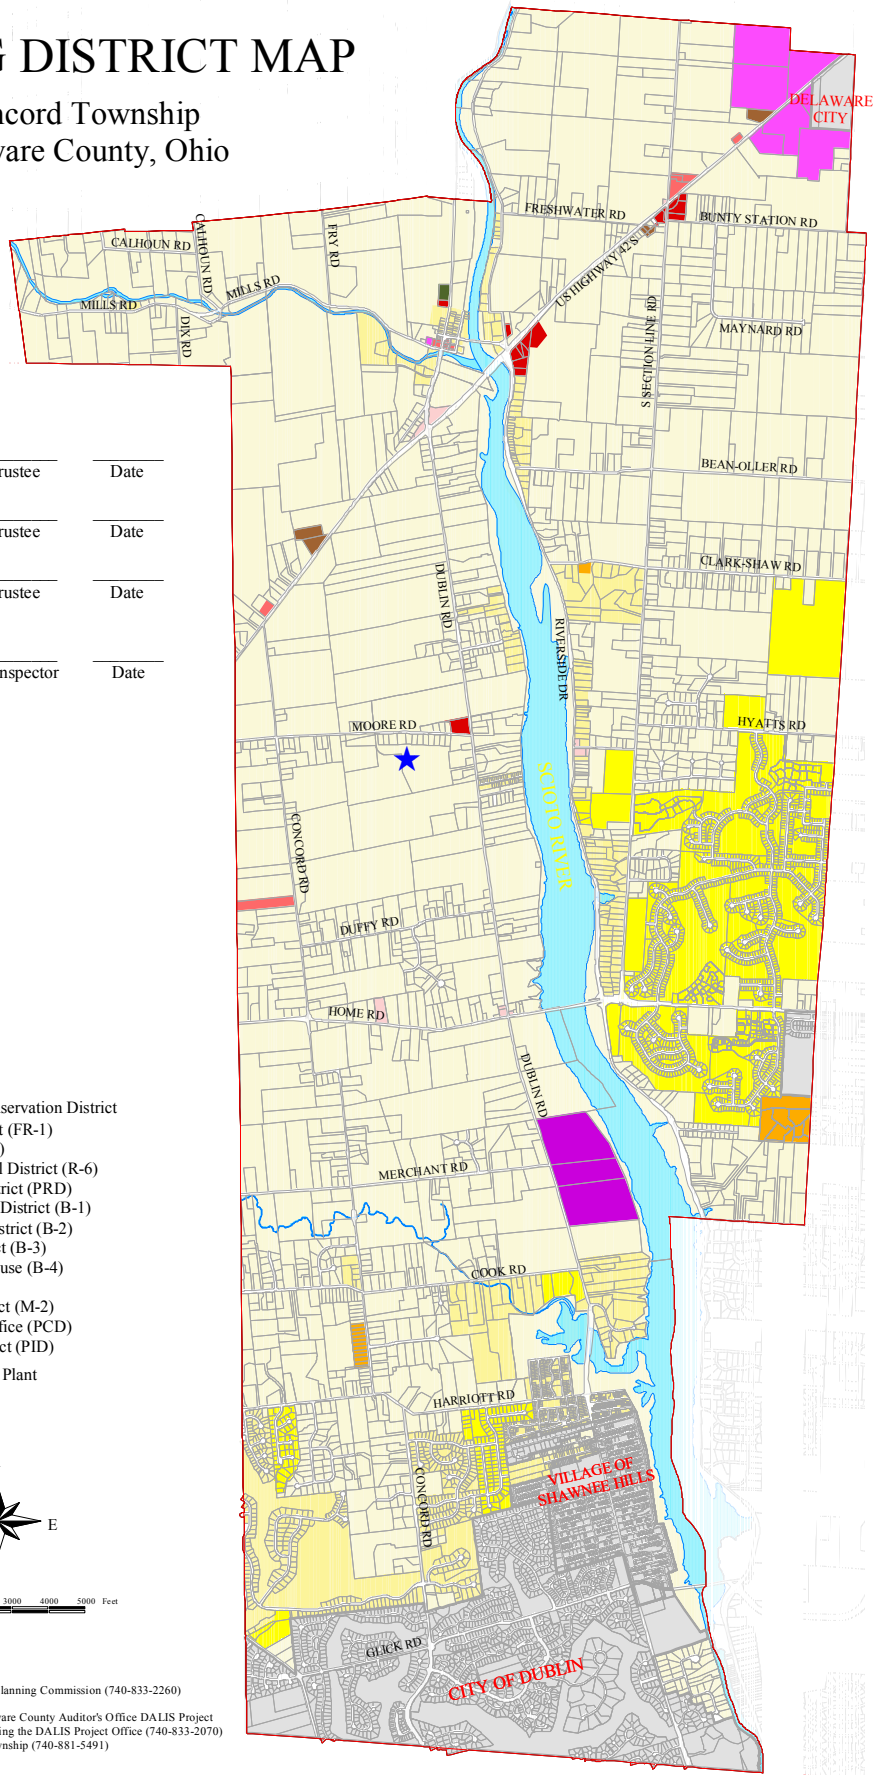 G DISTRICT MAP
ncord Township
ware County, Ohio
DELAWARE
CITY
FRESHWATER RD
BUNTY STATION RD
CALHOUN RD
CALHOUN RD
FRY RD
US HIGHWAY 42 S
MILLS RD
MILLS RD
DIX RD
MAYNARD RD
S SECTION LINE RD
rustee
Date
BEAN-OLLER RD
rustee
Date
CLARK-SHAW RD
DUBLIN RD
rustee
Date
RIVERSIDE DR
nspector
Date
MOORE RD
HYATTS RD
SCIOTO RIVER
CONCORD RD
DUFFY RD
HOME RD
DUBLIN RD
servation District
t (FR-1)
)
l District (R-6)
trict (PRD)
District (B-1)
strict (B-2)
ct (B-3)
use (B-4)
ct (M-2)
fice (PCD)
ct (PID)
Plant
MERCHANT RD
COOK RD
HARRIOTT RD
CONCORD RD
VILLAGE OF
SHAWNEE HILLS
E
3000 4000 5000 Feet
GLICK RD
CITY OF DUBLIN
lanning Commission (740-833-2260)
are County Auditor's Office DALIS Project
ing the DALIS Project Office (740-833-2070)
wnship (740-881-5491)